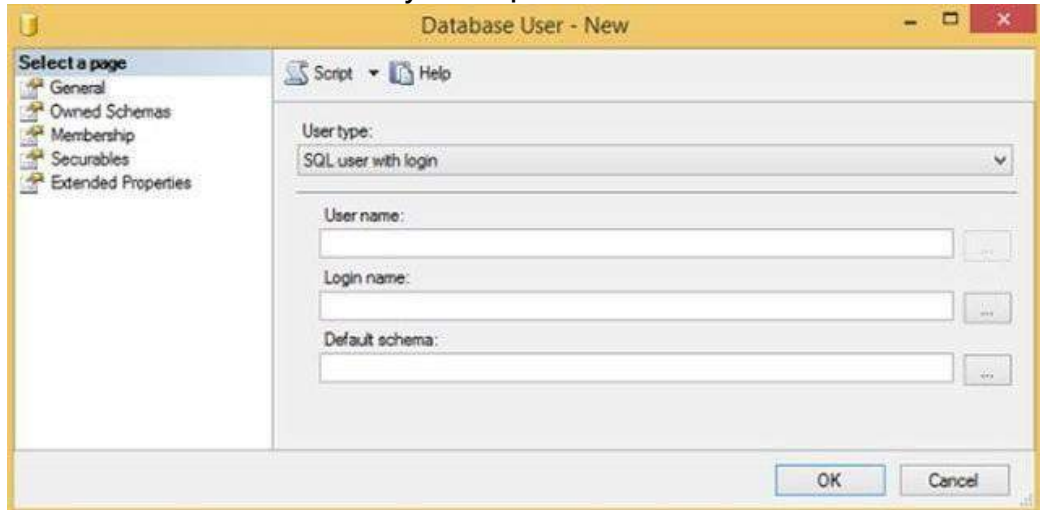 Database User - New
Select a page
General
Owned Schemas
Membership
Securables
Extended Properties
Script
Help
User type:
SQL user with login
User name:
...
Login name:
...
Default schema:
...
OK
Cancel